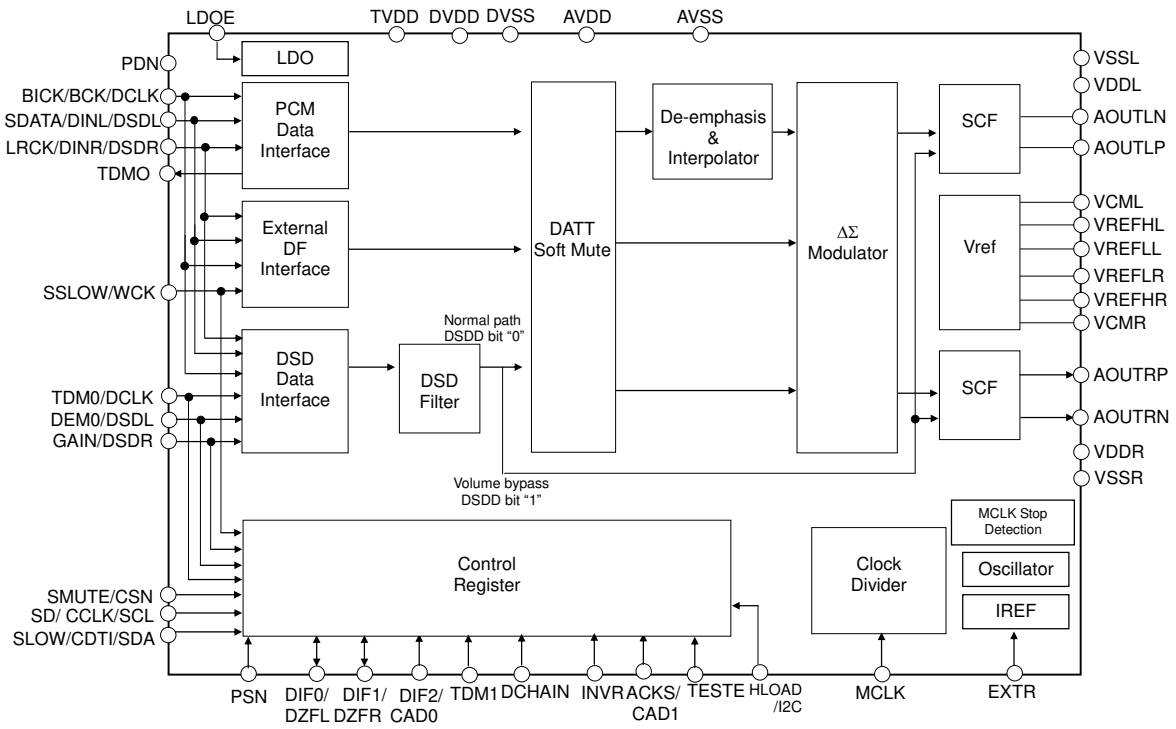 LDOE
TVDD
DVDD
DVSS
AVDD
AVSS
PDN
BICK/BCK/DCLK
SDATA/DINL/DSDL
LRCK/DINR/DSDR
TDMO
SSLOW/WCK
TDM0/DCLK
DEM0/DSDL
GAIN/DSDR
SMUTE/CSN
SD/ CCLK/SCL
SLOW/CDTI/SDA
LDO
PCM
Data
Interface
External
DF
Interface
DSD
Data
Interface
DSD
Filter
Normal path
DSDD bit “0”
Volume bypass
DSDD bit “1”
DATT
Soft Mute
De-emphasis
&
Interpolator
ΔΣ
Modulator
SCF
Vref
SCF
VSSL
VDDL
AOUTLN
AOUTLP
VCML
VREFHL
VREFLL
VREFLR
VREFHR
VCMR
AOUTRP
AOUTRN
VDDR
VSSR
Control
Register
Clock
Divider
MCLK Stop
Detection
Oscillator
IREF
PSN
DIF0/
DZFL
DIF1/
DZFR
DIF2/
CAD0
TDM1
DCHAIN
INVR
ACKS/
CAD1
TESTE
HLOAD
/I2C
MCLK
EXTR